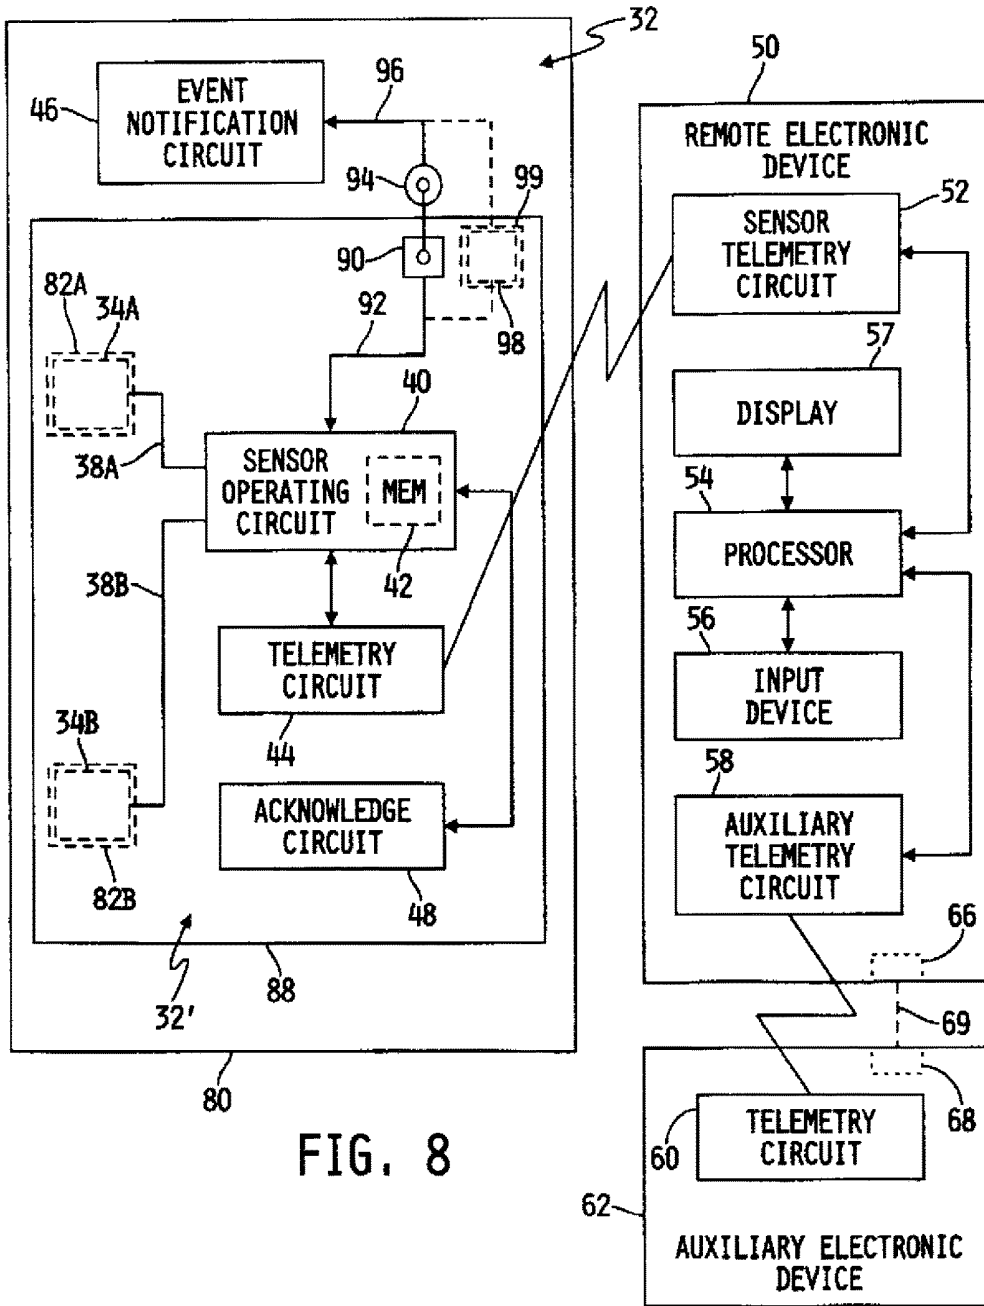 32
EVENT
NOTIFICATION
CIRCUIT
46
96
94
99
90
98
92
82A
34A
38A
40
SENSOR
OPERATING
CIRCUIT
MEM
42
38B
TELEMETRY
CIRCUIT
44
34B
82B
ACKNOWLEDGE
CIRCUIT
48
32'
88
80
50
REMOTE ELECTRONIC
DEVICE
52
SENSOR
TELEMETRY
CIRCUIT
57
DISPLAY
54
PROCESSOR
56
INPUT
DEVICE
58
AUXILIARY
TELEMETRY
CIRCUIT
66
69
68
60
TELEMETRY
CIRCUIT
62
AUXILIARY ELECTRONIC
DEVICE
FIG. 8